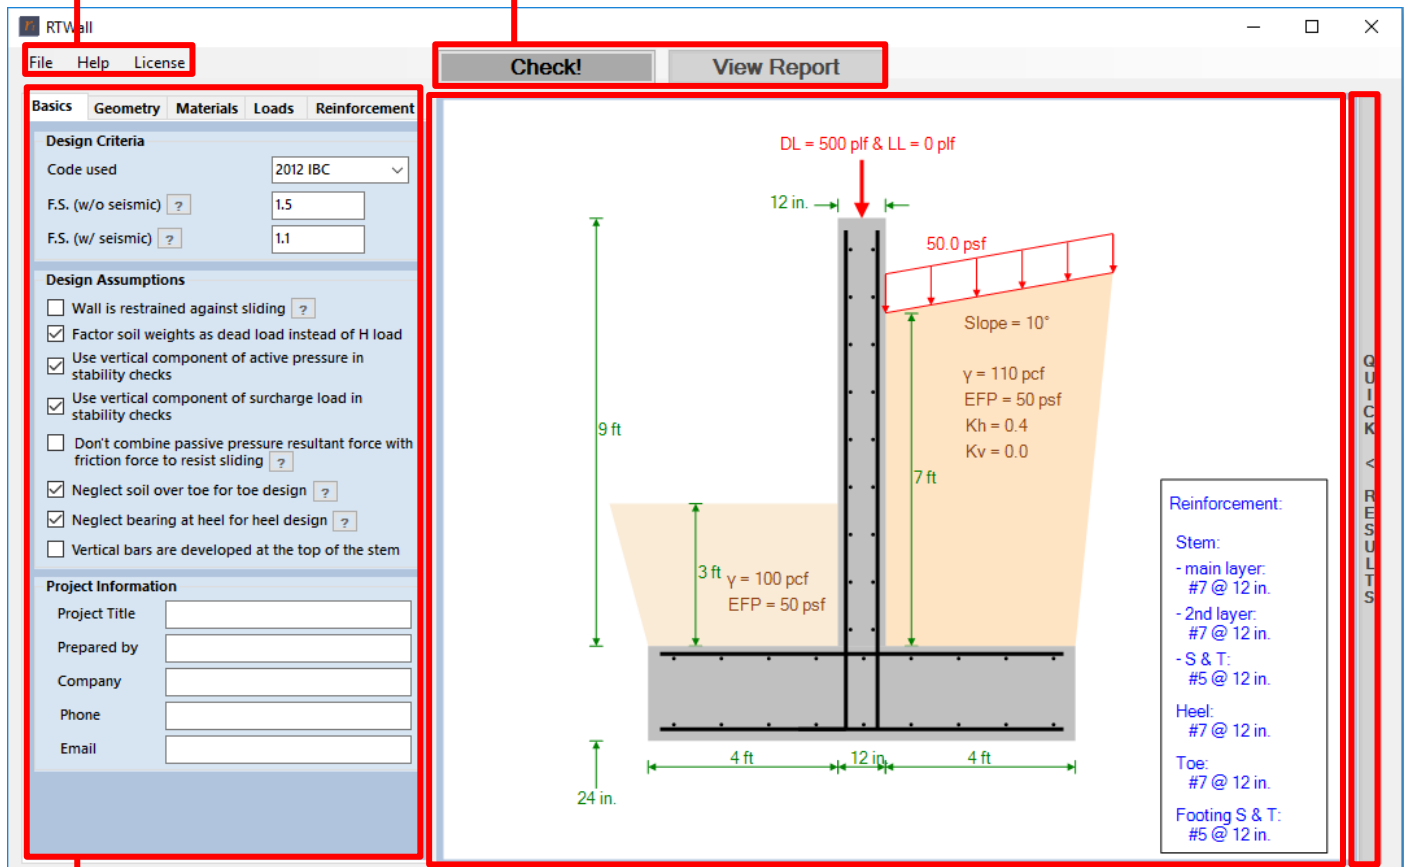 RTWall
File Help License
Check! View Report
Basics Geometry Materials Loads Reinforcement
Design Criteria
Code used 2012 IBC
F.S. (w/o seismic) ? 1.5
F.S. (w/ seismic) ? 1.1
Design Assumptions
Wall is restrained against sliding ?
Factor soil weights as dead load instead of H load
Use vertical component of active pressure in
stability checks
Use vertical component of surcharge load in
stability checks
Don't combine passive pressure resultant force with
friction force to resist sliding ?
Neglect soil over toe for toe design ?
Neglect bearing at heel for heel design ?
Vertical bars are developed at the top of the stem
Project Information
Project Title
Prepared by
Company
Phone
Email
DL = 500 plf & LL = 0 plf
12 in.
50.0 psf
Slope = 10°
γ = 110 pcf
EFP = 50 psf
Kh = 0.4
Kv = 0.0
9 ft
7 ft
3 ft
γ = 100 pcf
EFP = 50 psf
4 ft 12 in. 4 ft
24 in.
Reinforcement:
Stem:
- main layer:
#7 @ 12 in.
- 2nd layer:
#7 @ 12 in.
- S & T:
#5 @ 12 in.
Heel:
#7 @ 12 in.
Toe:
#7 @ 12 in.
Footing S & T:
#5 @ 12 in.
QUICK < RESULTS